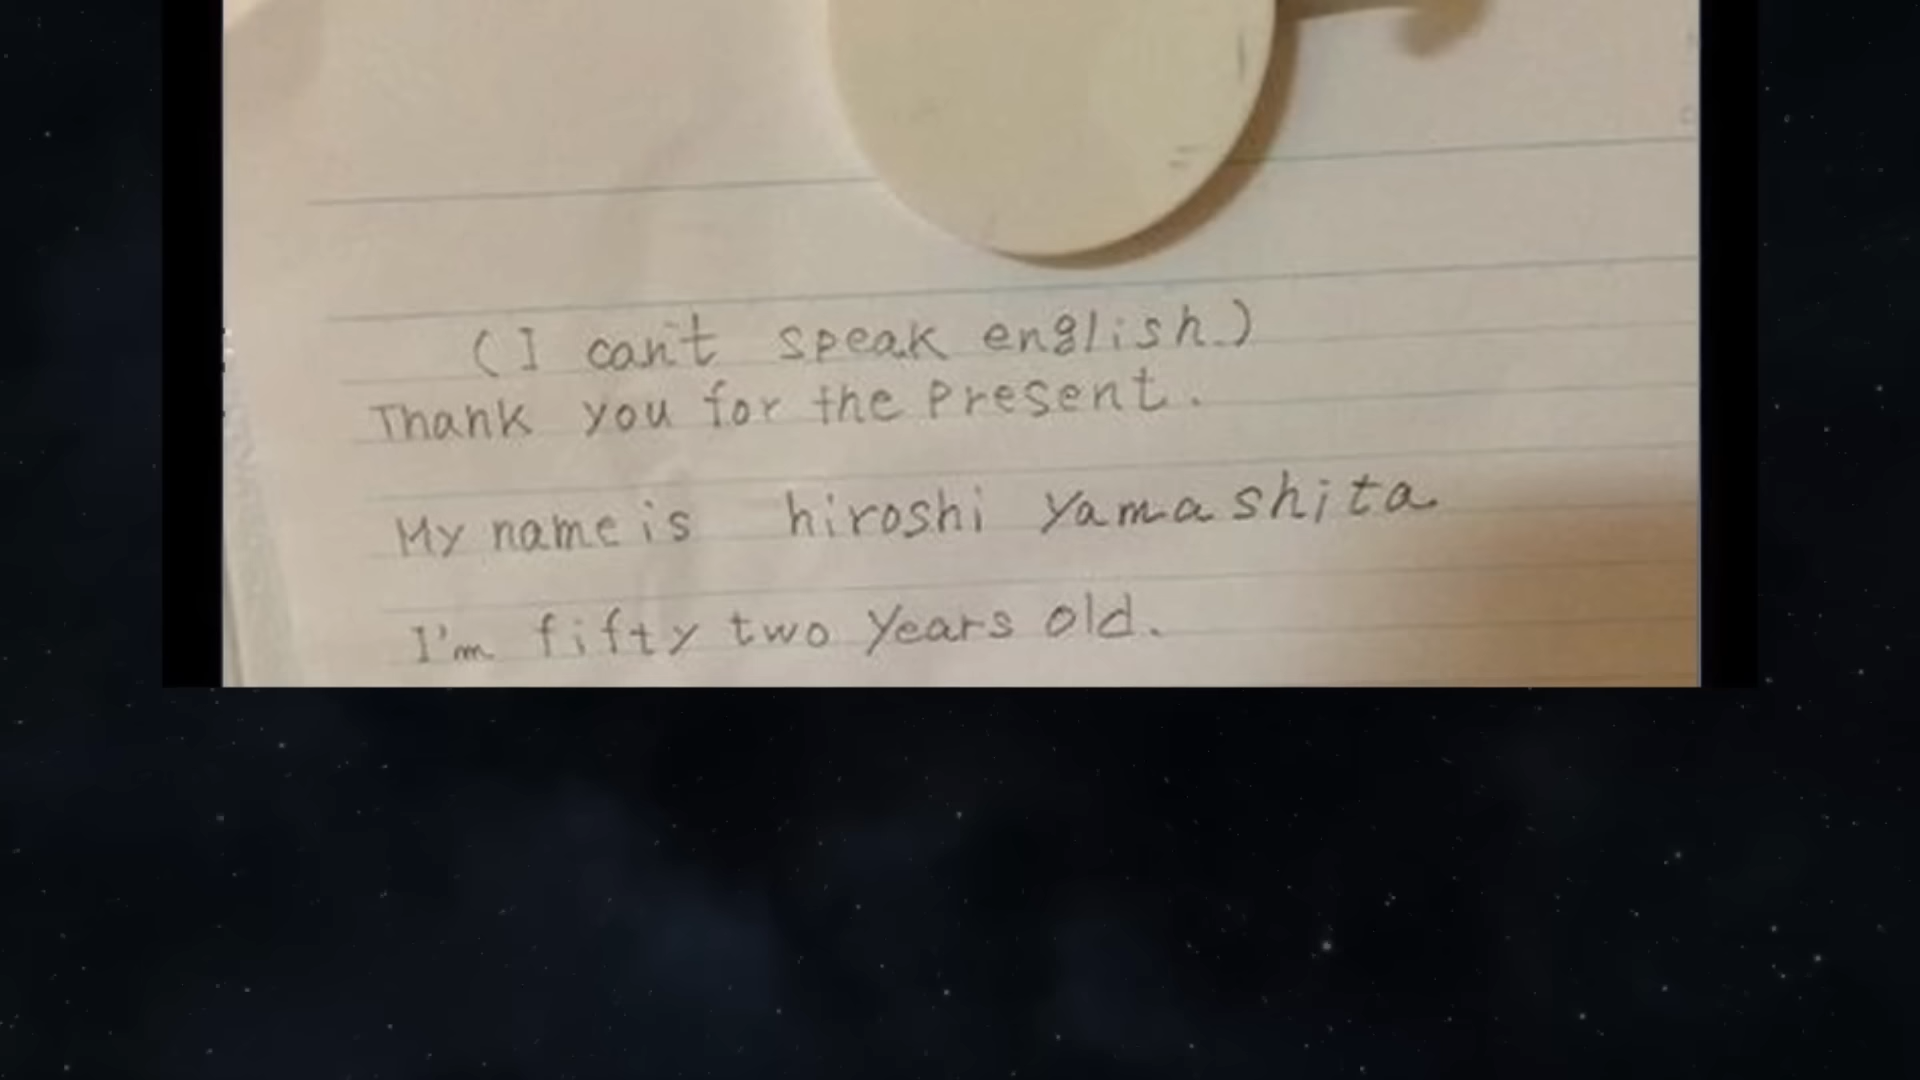 (I can't speak english.)
Thank you for the present.
My name is hiroshi yamashita
I'm fifty two years old.